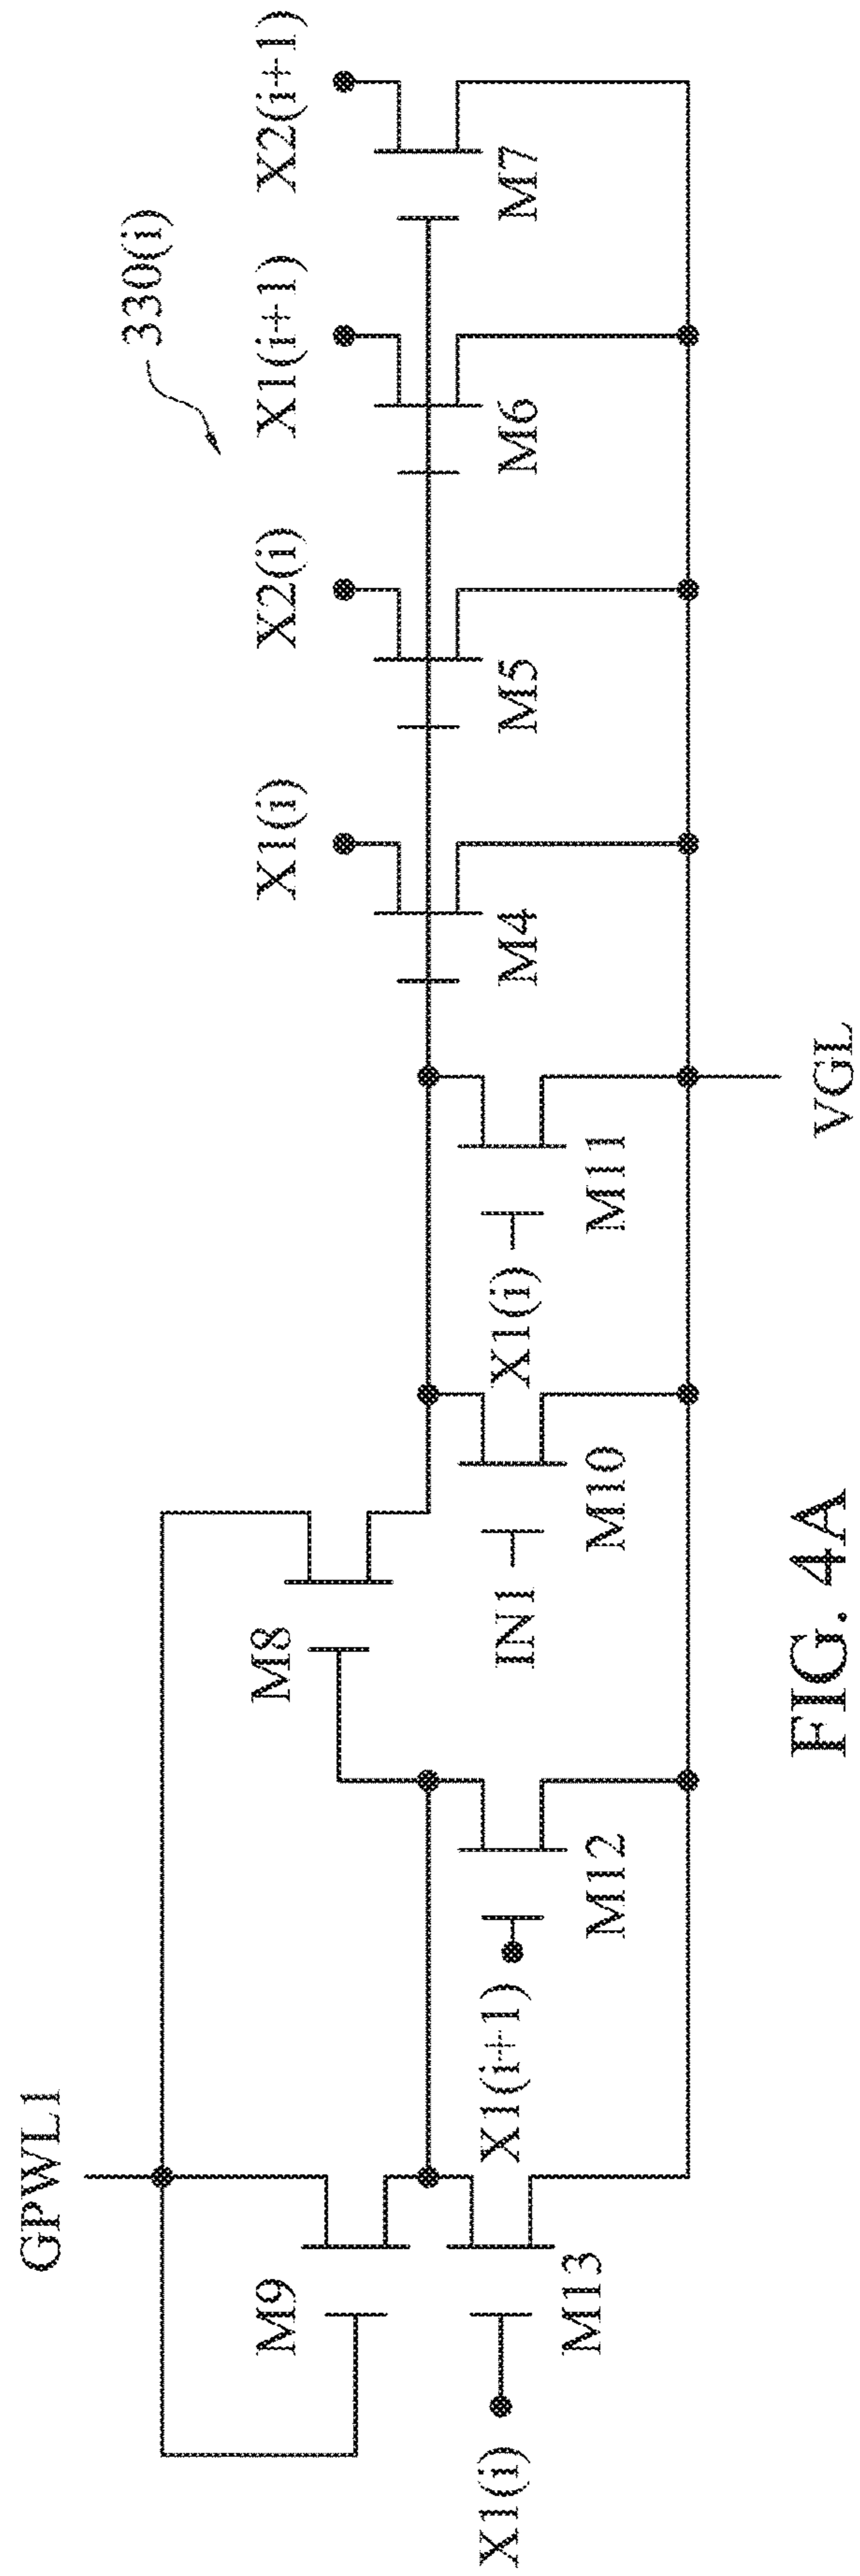 330(i)
GPWL1
X1(i)
X2(i)
X1(i+1)
X2(i+1)
M9
M8
M4
M5
M6
M7
X1(i)
M13
X1(i+1)
M12
IN1
M10
X1(i)
M11
VGL
FIG. 4A